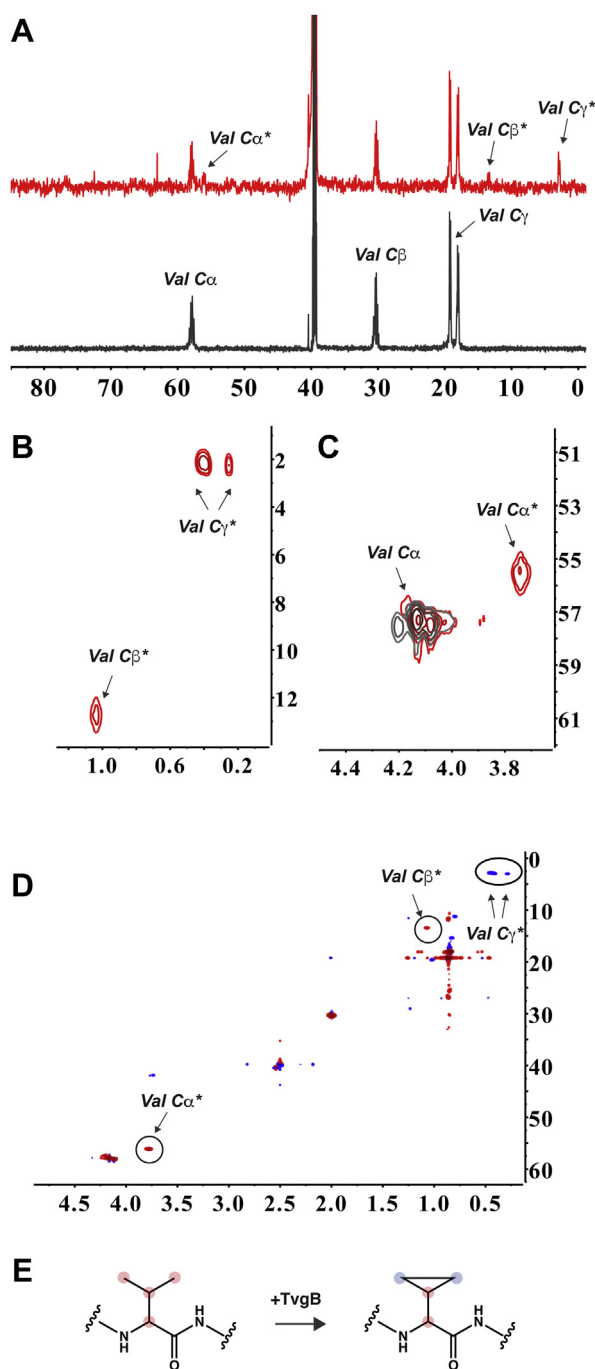 A
Val Cγ*
Val Cβ*
Val Cα*
Val Cγ
Val Cβ
Val Cα
80 70 60 50 40 30 20 10 0
B
2
4
6
8
10
12
Val Cγ*
Val Cβ*
1.0 0.6 0.2
C
51
53
55
57
59
61
Val Cα*
Val Cα
4.4 4.2 4.0 3.8
D
0
10
20
30
40
50
60
Val Cβ*
Val Cγ*
Val Cα*
4.5 4.0 3.5 3.0 2.5 2.0 1.5 1.0 0.5
E
+TvgB
H
N
N
H
O
H
N
N
H
O